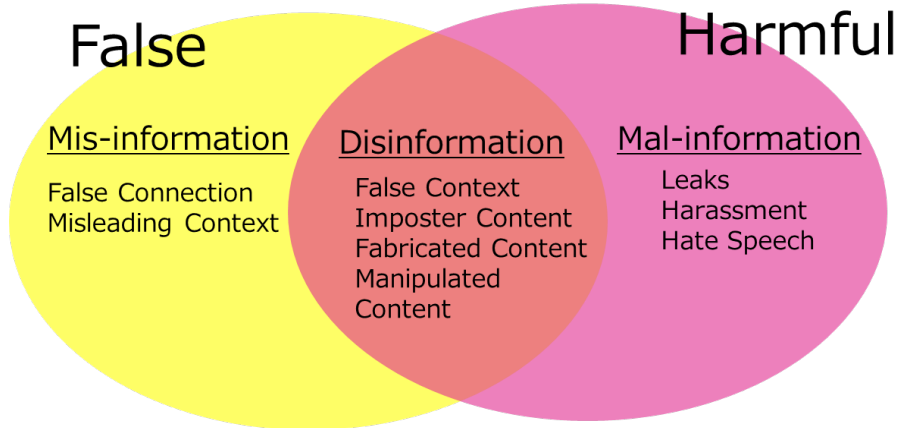 False
Harmful
Mis-information
False Connection
Misleading Context
Disinformation
False Context
Imposter Content
Fabricated Content
Manipulated
Content
Mal-information
Leaks
Harassment
Hate Speech